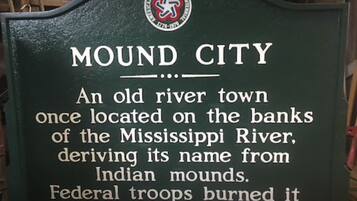 MOUND CITY
An old river town
once located on the banks
of the Mississippi River,
deriving its name from
Indian mounds.
Federal troops burned it